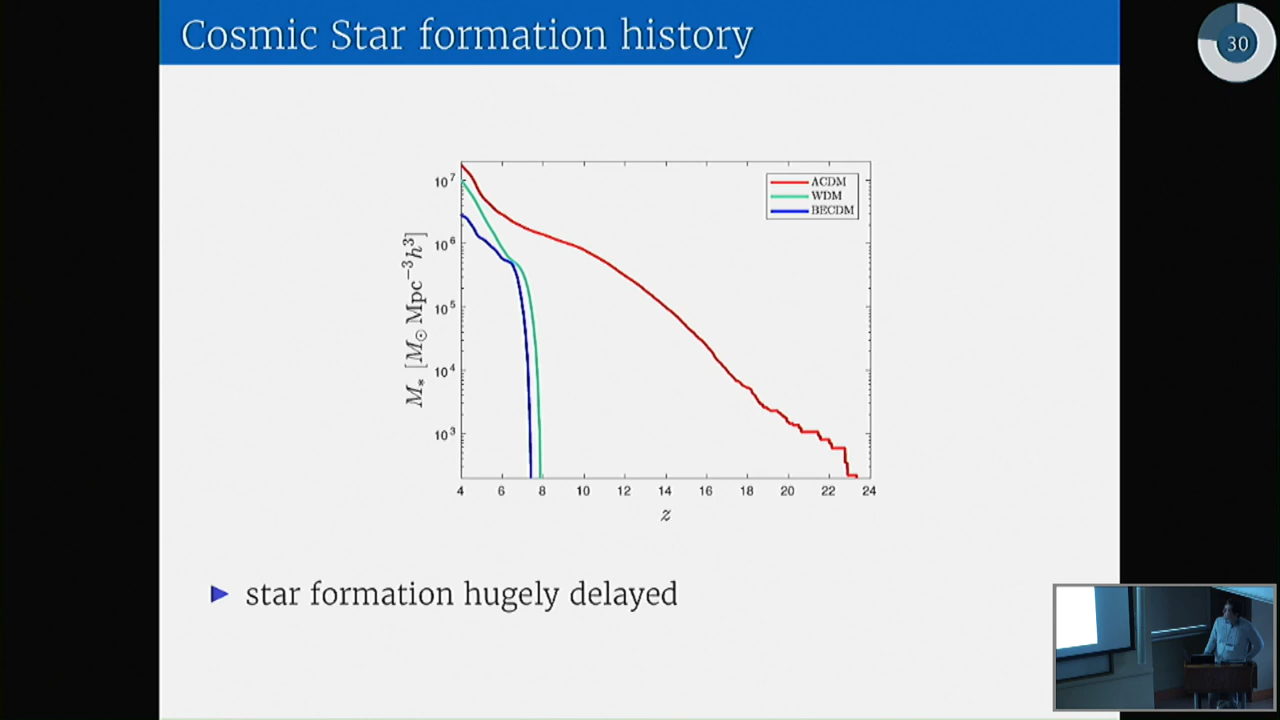 Cosmic Star formation history
30
ΛCDM
WDM
BECDM
10⁷
10⁶
10⁵
10⁴
10³
M* [M⊙ Mpc⁻³h³]
4 6 8 10 12 14 16 18 20 22 24
z
► star formation hugely delayed